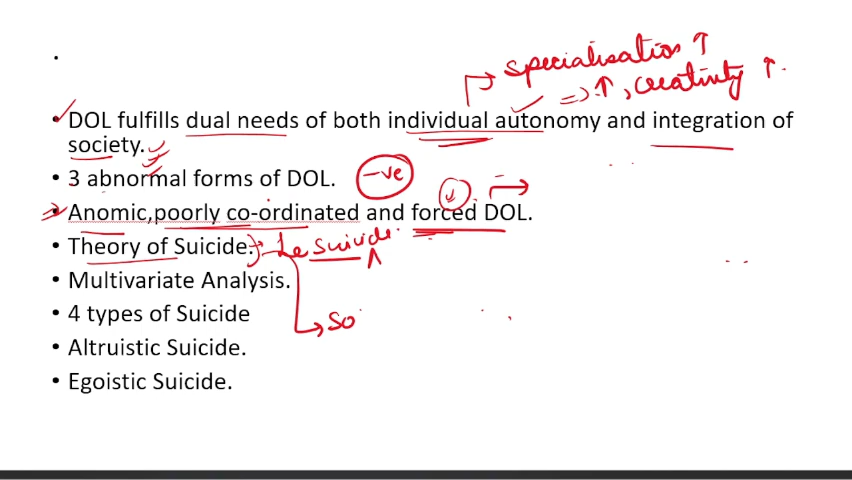 specialisation ↑
=> ↑, creativity ↑.
• DOL fulfills dual needs of both individual autonomy and integration of
society.
• 3 abnormal forms of DOL.
-ve
• Anomic,poorly co-ordinated and forced DOL.
• Theory of Suicide.
Le suicide.
• Multivariate Analysis.
• 4 types of Suicide
so
• Altruistic Suicide.
• Egoistic Suicide.